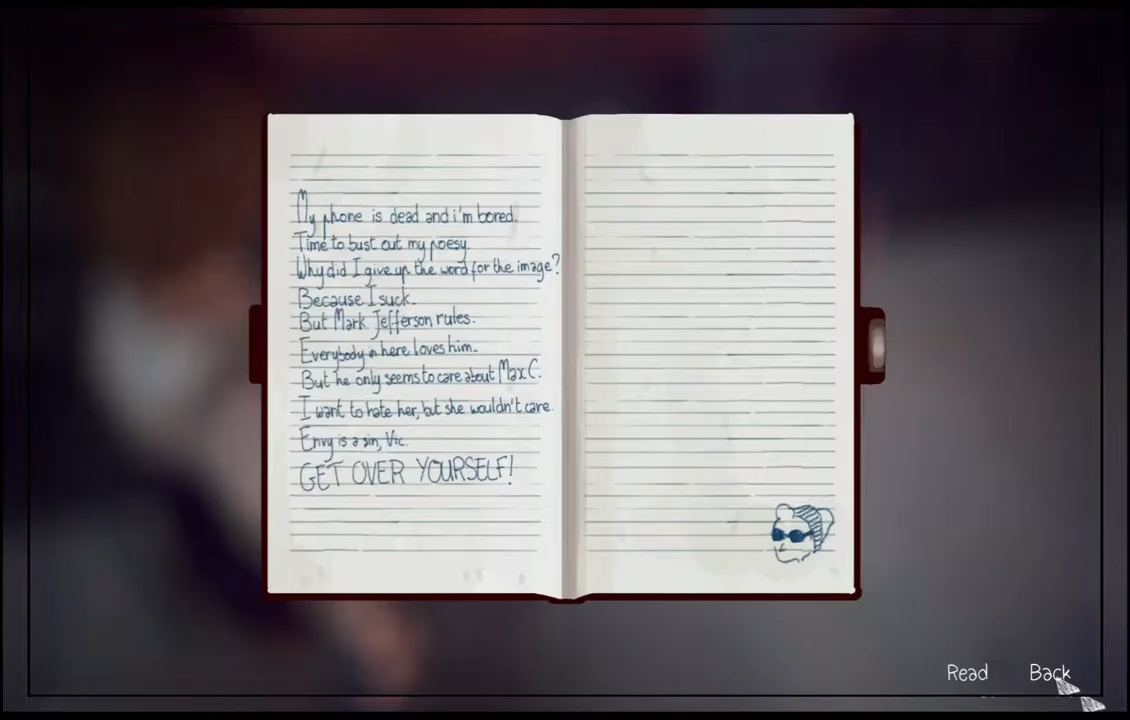 My phone is dead and i'm bored.
Time to bust out my poesy.
Why did I give up the word for the image?
Because I suck.
But Mark Jefferson rules.
Everybody in here loves him.
But he only seems to care about Max C.
I want to hate her, but she wouldn't care.
Envy is a sin, Vic.
GET OVER YOURSELF!
Read Back